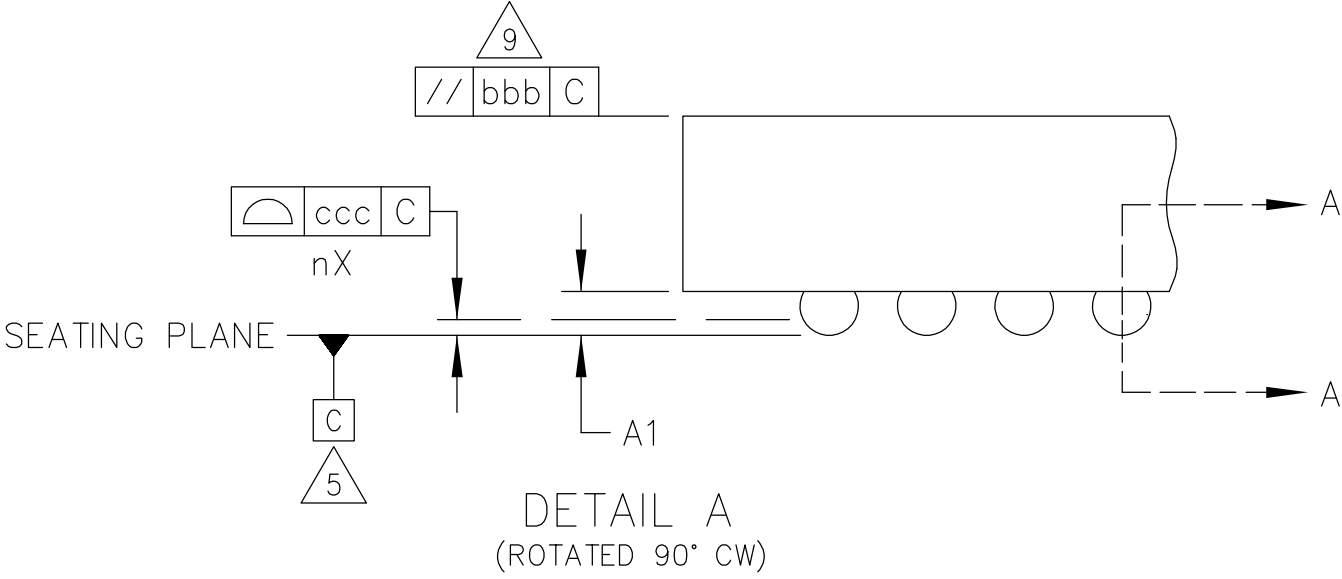 9
// bbb C
A
ccc C
nX
SEATING PLANE
A
C
A1
5
DETAIL A
(ROTATED 90° CW)